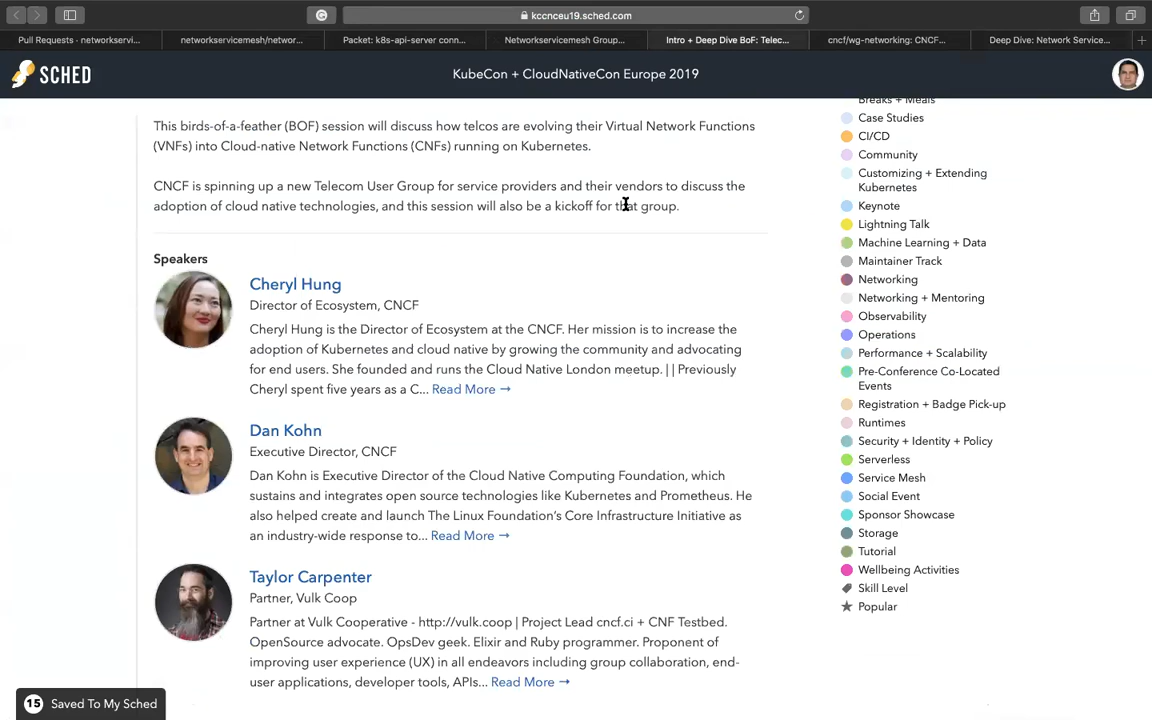 kccnceu19.sched.com
Pull Requests · networkservi...
networkservicemesh/networ...
Packet: k8s-api-server conn...
Networkservicemesh Group...
Intro + Deep Dive BoF: Telec...
cncf/wg-networking: CNCF...
Deep Dive: Network Service...
SCHED
KubeCon + CloudNativeCon Europe 2019
This birds-of-a-feather (BOF) session will discuss how telcos are evolving their Virtual Network Functions
(VNFs) into Cloud-native Network Functions (CNFs) running on Kubernetes.
CNCF is spinning up a new Telecom User Group for service providers and their vendors to discuss the
adoption of cloud native technologies, and this session will also be a kickoff for that group.
Speakers
Cheryl Hung
Director of Ecosystem, CNCF
Cheryl Hung is the Director of Ecosystem at the CNCF. Her mission is to increase the
adoption of Kubernetes and cloud native by growing the community and advocating
for end users. She founded and runs the Cloud Native London meetup. | | Previously
Cheryl spent five years as a C... Read More →
Dan Kohn
Executive Director, CNCF
Dan Kohn is Executive Director of the Cloud Native Computing Foundation, which
sustains and integrates open source technologies like Kubernetes and Prometheus. He
also helped create and launch The Linux Foundation's Core Infrastructure Initiative as
an industry-wide response to... Read More →
Taylor Carpenter
Partner, Vulk Coop
Partner at Vulk Cooperative - http://vulk.coop | Project Lead cncf.ci + CNF Testbed.
OpenSource advocate. OpsDev geek. Elixir and Ruby programmer. Proponent of
improving user experience (UX) in all endeavors including group collaboration, end-
user applications, developer tools, APIs... Read More →
Breaks + Meals
Case Studies
CI/CD
Community
Customizing + Extending
Kubernetes
Keynote
Lightning Talk
Machine Learning + Data
Maintainer Track
Networking
Networking + Mentoring
Observability
Operations
Performance + Scalability
Pre-Conference Co-Located
Events
Registration + Badge Pick-up
Runtimes
Security + Identity + Policy
Serverless
Service Mesh
Social Event
Sponsor Showcase
Storage
Tutorial
Wellbeing Activities
Skill Level
Popular
15 Saved To My Sched